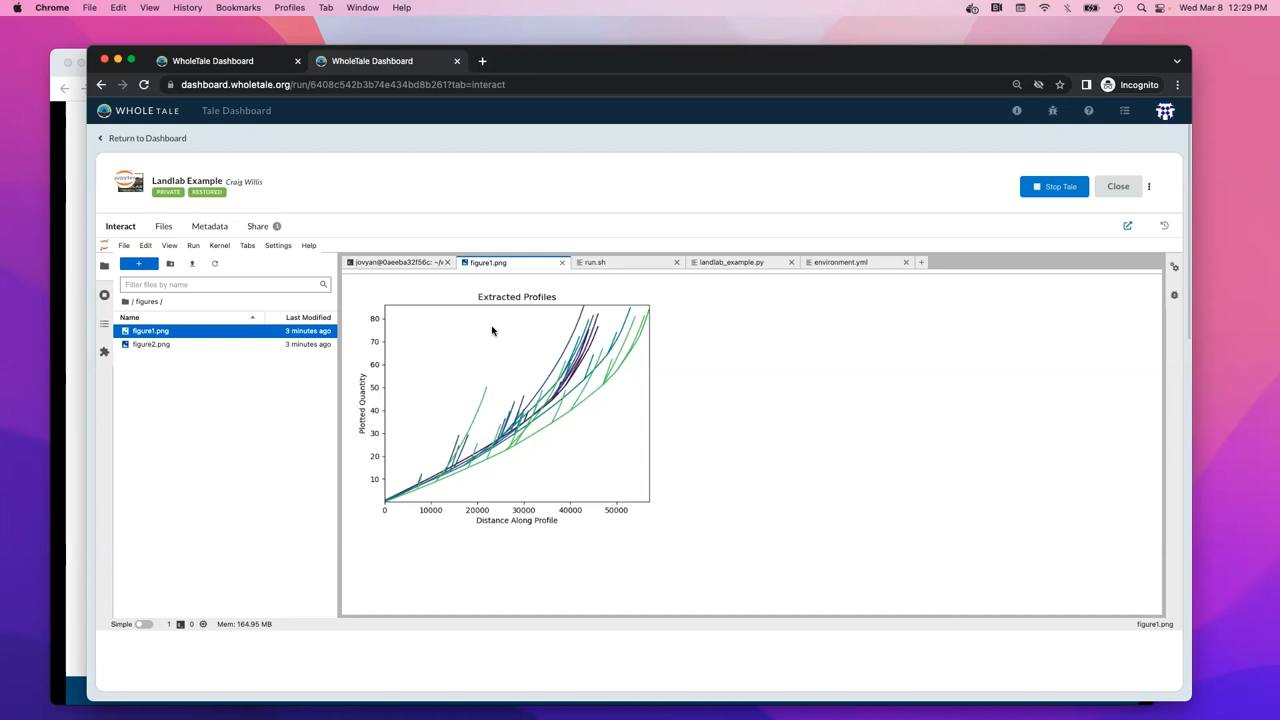 Chrome File Edit View History Bookmarks Profiles Tab Window Help Wed Mar 8 12:29 PM
WholeTale Dashboard WholeTale Dashboard
dashboard.wholetale.org/run/6408c542b3b74e434bd8b261?tab=interact Incognito
WHOLE TALE Tale Dashboard
Return to Dashboard
Landlab Example Craig Willis
PRIVATE RESTORED
Stop Tale Close
Interact Files Metadata Share 1
File Edit View Run Kernel Tabs Settings Help
jovyan@0aeeba32f56c: ~/w figure1.png run.sh landlab_example.py environment.yml
Filter files by name
/ figures /
Name Last Modified
figure1.png 3 minutes ago
figure2.png 3 minutes ago
Extracted Profiles
80
70
60
50
40
30
20
10
Plotted Quantity
0 10000 20000 30000 40000 50000
Distance Along Profile
Simple 1 0 Mem: 164.95 MB figure1.png